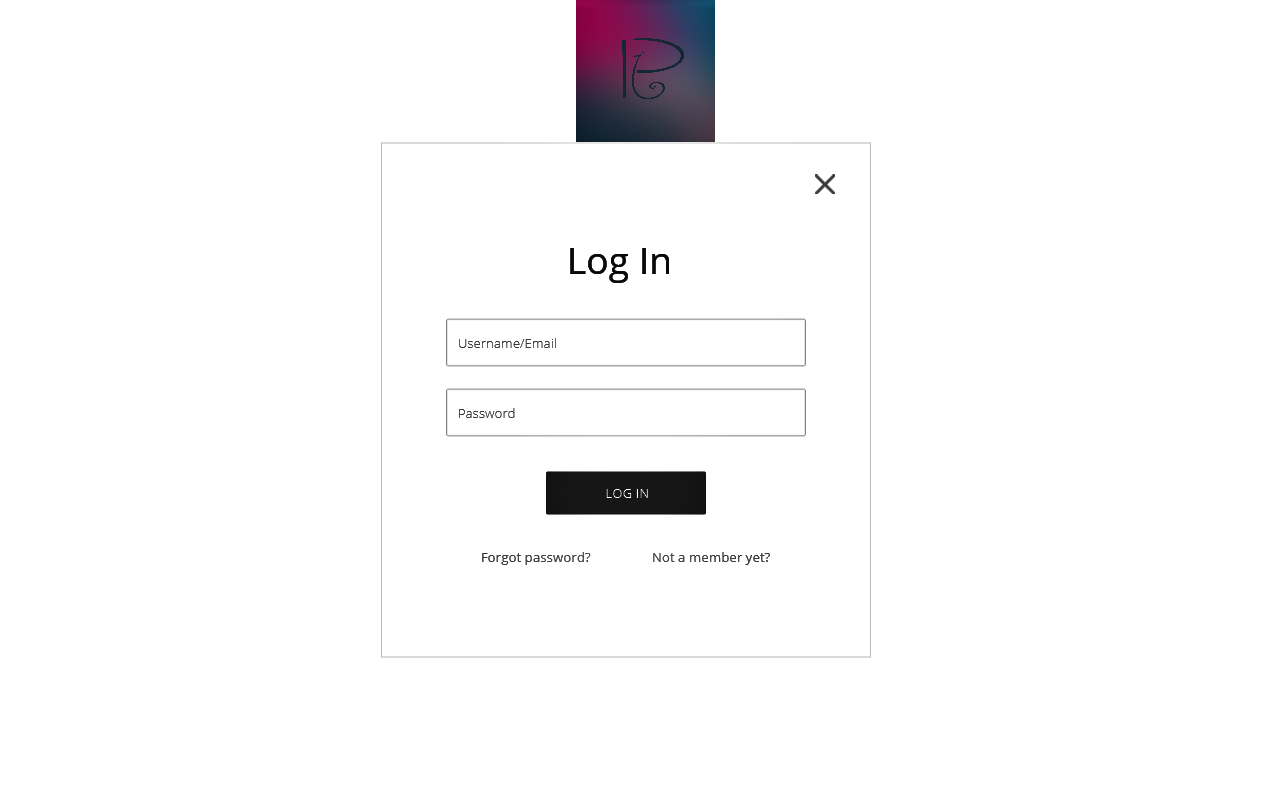 Log In
Username/Email
Password
LOG IN
Forgot password? Not a member yet?